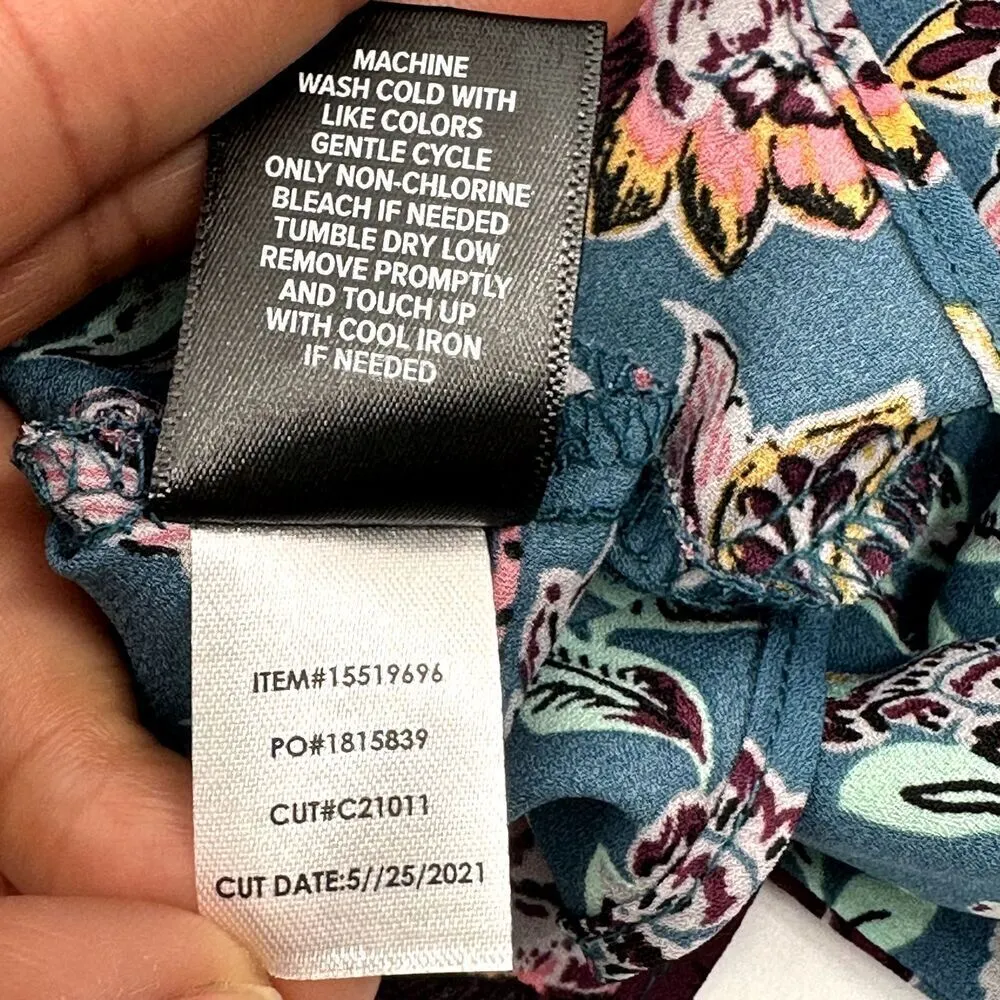 MACHINE
WASH COLD WITH
LIKE COLORS
GENTLE CYCLE
ONLY NON-CHLORINE
BLEACH IF NEEDED
TUMBLE DRY LOW
REMOVE PROMPTLY
AND TOUCH UP
WITH COOL IRON
IF NEEDED
ITEM#15519696
PO#1815839
CUT#C21011
CUT DATE:5//25/2021